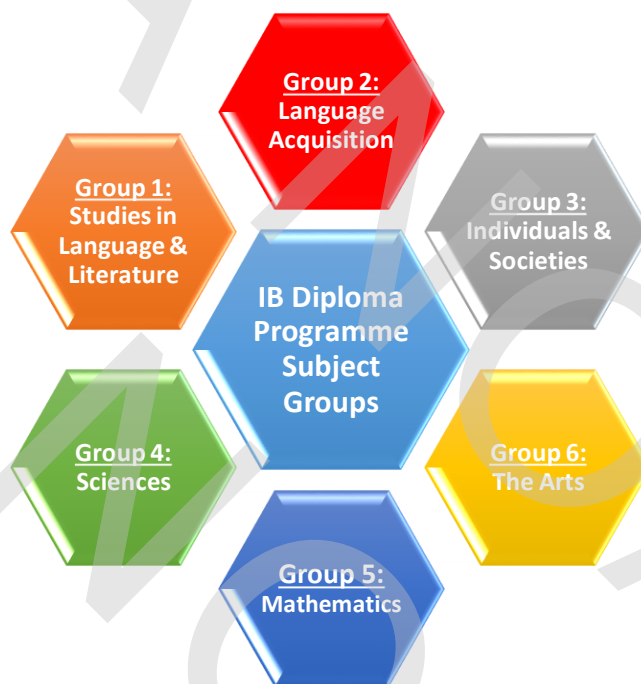 Group 2:
Language
Acquisition
Group 1:
Studies in
Language &
Literature
Group 3:
Individuals &
Societies
IB Diploma
Programme
Subject
Groups
Group 4:
Sciences
Group 6:
The Arts
Group 5:
Mathematics